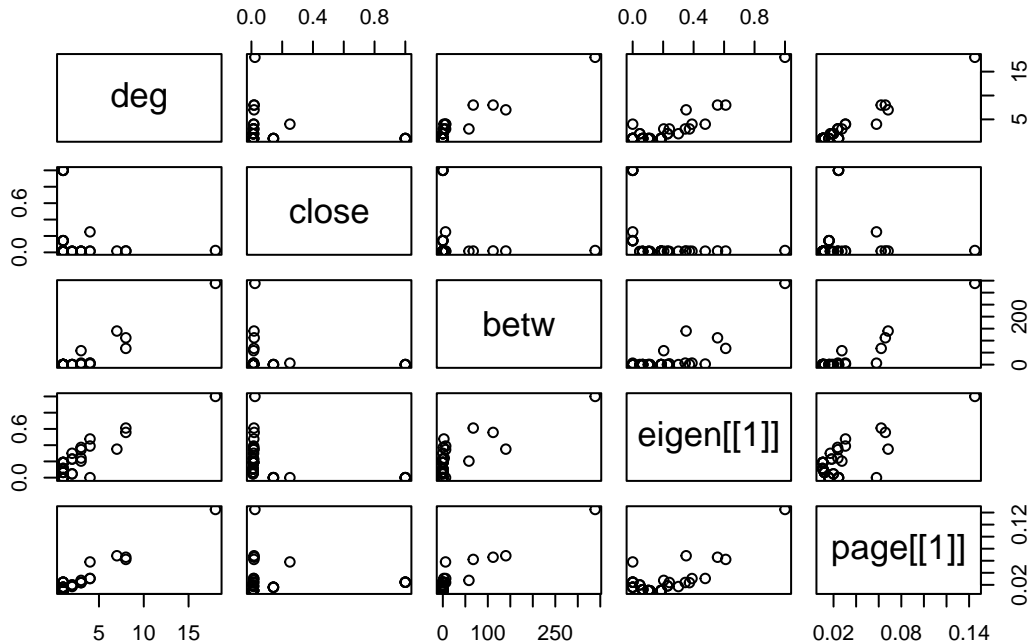 0.0 0.4 0.8 0.0 0.4 0.8
deg 5 15
0.0 0.6 close
betw 0 200
0.0 0.6 eigen[[1]]
page[[1]] 0.02 0.12
5 10 15 0 100 250 0.02 0.08 0.14